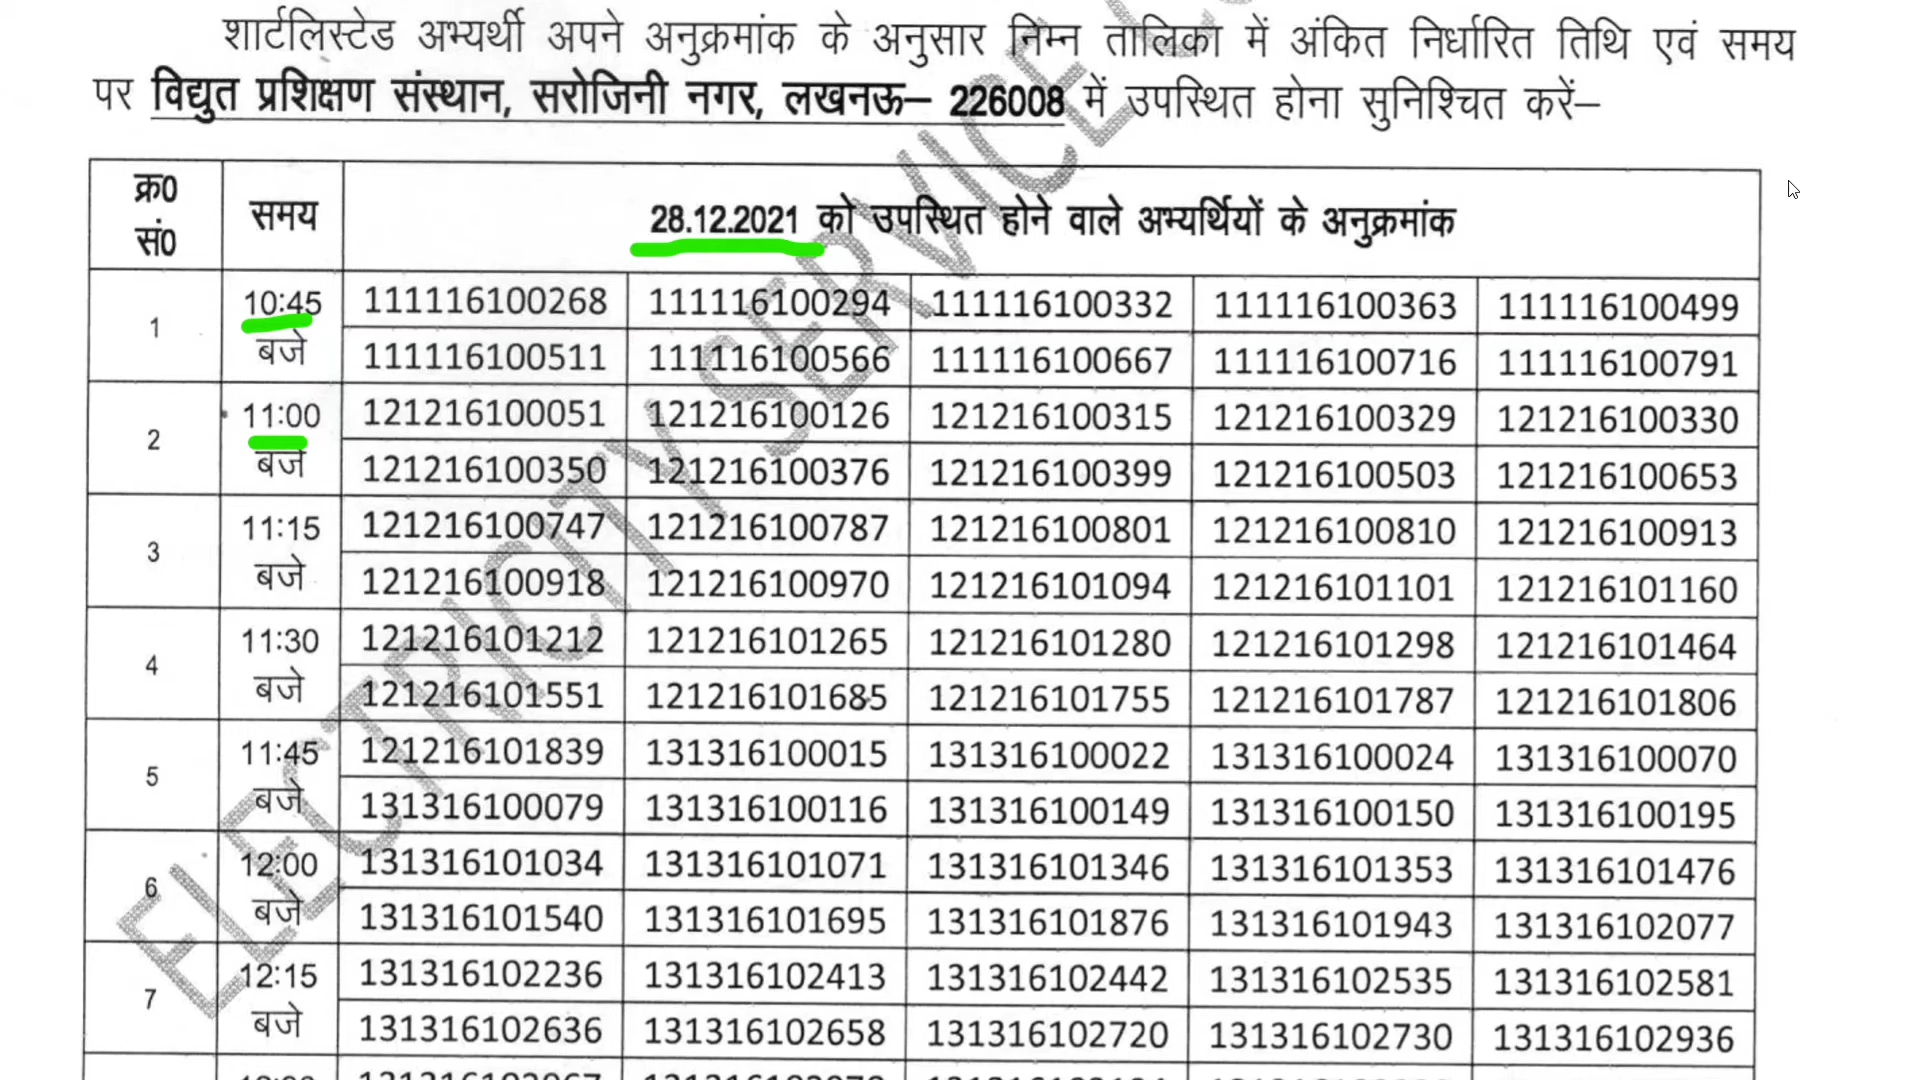 शार्टलिस्टेड अभ्यर्थी अपने अनुक्रमांक के अनुसार निम्न तालिका में अंकित निर्धारित तिथि एवं समय
पर विद्युत प्रशिक्षण संस्थान, सरोजिनी नगर, लखनऊ– 226008 में उपस्थित होना सुनिश्चित करें–
क्र0 सं0 समय 28.12.2021 को उपस्थित होने वाले अभ्यर्थियों के अनुक्रमांक
1 10:45 बजे 111116100268 111116100294 111116100332 111116100363 111116100499
111116100511 111116100566 111116100667 111116100716 111116100791
2 11:00 बजे 121216100051 121216100126 121216100315 121216100329 121216100330
121216100350 121216100376 121216100399 121216100503 121216100653
3 11:15 बजे 121216100747 121216100787 121216100801 121216100810 121216100913
121216100918 121216100970 121216101094 121216101101 121216101160
4 11:30 बजे 121216101212 121216101265 121216101280 121216101298 121216101464
121216101551 121216101685 121216101755 121216101787 121216101806
5 11:45 बजे 121216101839 131316100015 131316100022 131316100024 131316100070
131316100079 131316100116 131316100149 131316100150 131316100195
6 12:00 बजे 131316101034 131316101071 131316101346 131316101353 131316101476
131316101540 131316101695 131316101876 131316101943 131316102077
7 12:15 बजे 131316102236 131316102413 131316102442 131316102535 131316102581
131316102636 131316102658 131316102720 131316102730 131316102936
ELECTRICITY SERVICE